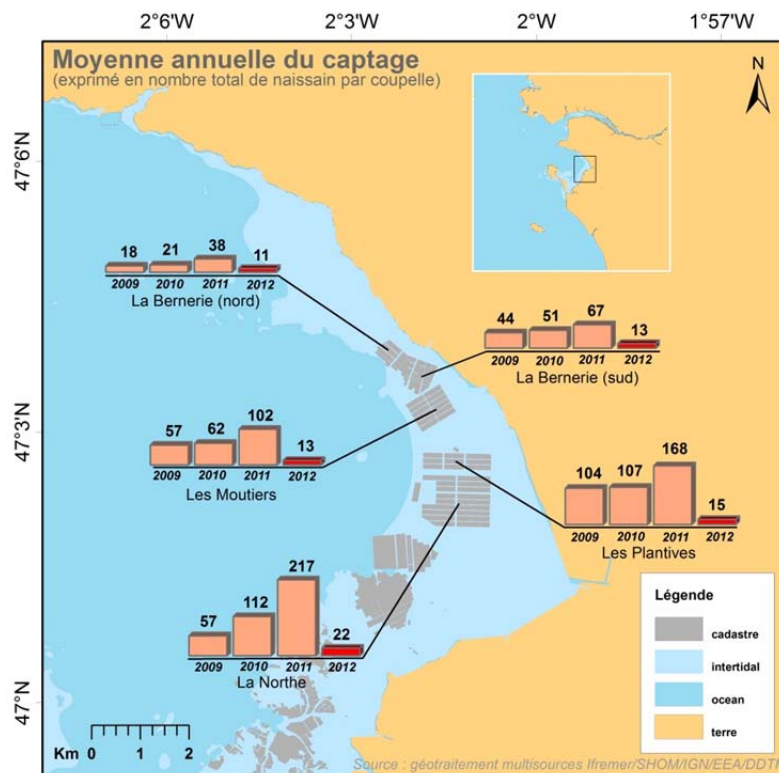 2°6'W 2°3'W 2°W 1°57'W
Moyenne annuelle du captage
(exprimé en nombre total de naissain par coupelle)
N
47°6'N
18 21 38 11
2009 2010 2011 2012
La Bernerie (nord)
44 51 67 13
2009 2010 2011 2012
La Bernerie (sud)
47°3'N
57 62 102 13
2009 2010 2011 2012
Les Moutiers
104 107 168 15
2009 2010 2011 2012
Les Plantives
57 112 217 22
2009 2010 2011 2012
La Northe
47°N
Légende
cadastre
intertidal
ocean
terre
Km 0 1 2
Source : géotraitement multisources Ifremer/SHOM/IGN/EEA/DDTM